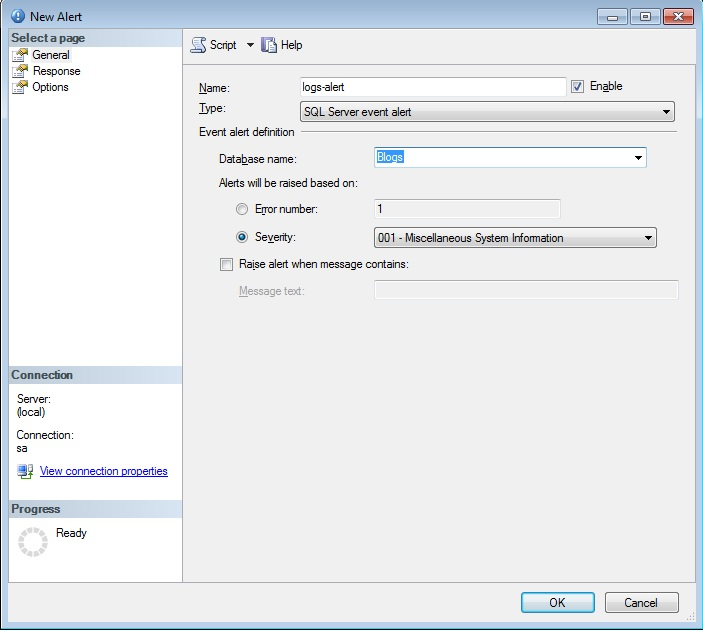 New Alert
Select a page
General
Response
Options
Script Help
Name: logs-alert Enable
Type: SQL Server event alert
Event alert definition
Database name: Blogs
Alerts will be raised based on:
Error number: 1
Severity: 001 - Miscellaneous System Information
Raise alert when message contains:
Message text:
Connection
Server:
(local)
Connection:
sa
View connection properties
Progress
Ready
OK Cancel